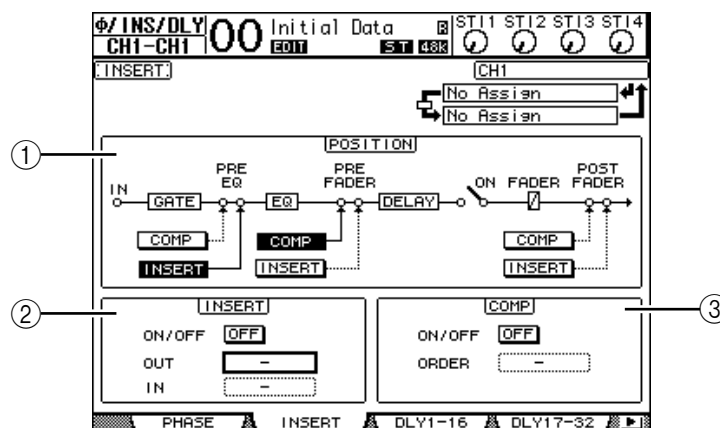 φ/INS/DLY 00 Initial Data R STI1 STI2 STI3 STI4
CH1-CH1 EDIT ST 48k
INSERT CH1
No Assign
No Assign
POSITION
1
IN GATE PRE EQ EQ PRE FADER DELAY ON FADER POST FADER
COMP COMP COMP
INSERT INSERT INSERT
2 INSERT COMP 3
ON/OFF OFF ON/OFF OFF
OUT - ORDER -
IN -
PHASE INSERT DLY1-16 DLY17-32